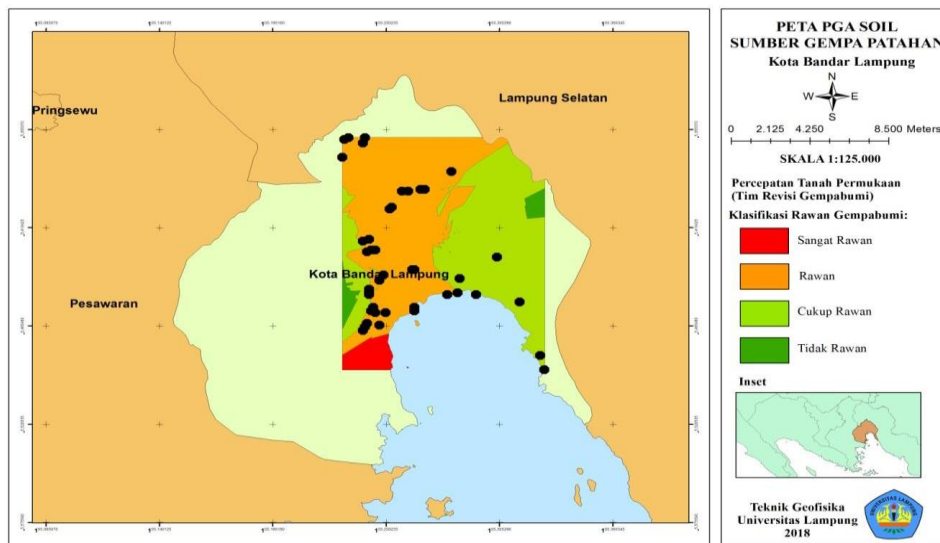 Pringsewu
Lampung Selatan
Kota Bandar Lampung
Pesawaran
PETA PGA SOIL
SUMBER GEMPA PATAHAN
Kota Bandar Lampung
N
W E
S
0 2.125 4.250 8.500 Meters
SKALA 1:125.000
Percepatan Tanah Permukaan
(Tim Revisi Gempabumi)
Klasifikasi Rawan Gempabumi:
Sangat Rawan
Rawan
Cukup Rawan
Tidak Rawan
Inset
Teknik Geofisika
Universitas Lampung
2018
UNIVERSITAS LAMPUNG